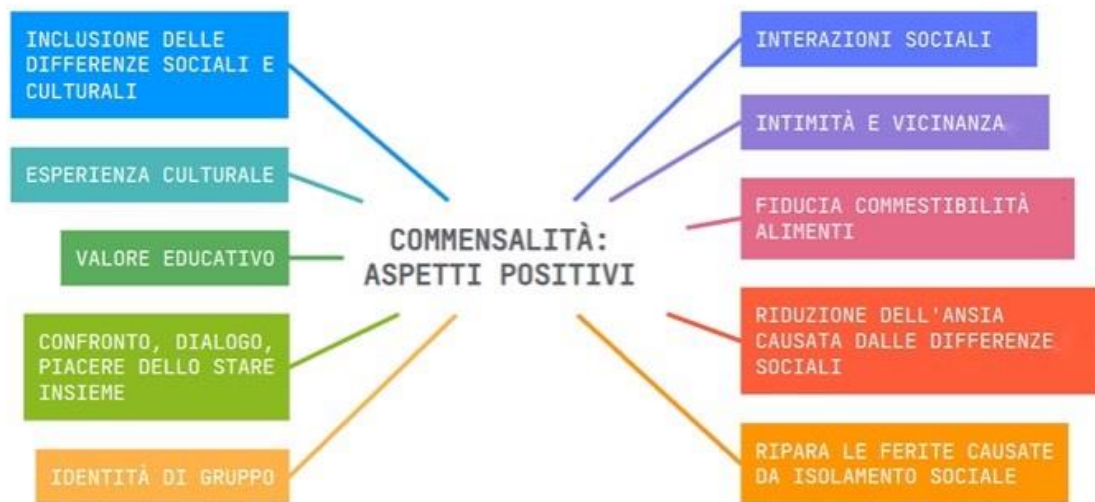 INCLUSIONE DELLE
DIFFERENZE SOCIALI E
CULTURALI
ESPERIENZA CULTURALE
VALORE EDUCATIVO
CONFRONTO, DIALOGO,
PIACERE DELLO STARE
INSIEME
IDENTITÀ DI GRUPPO
COMMENSALITÀ:
ASPETTI POSITIVI
INTERAZIONI SOCIALI
INTIMITÀ E VICINANZA
FIDUCIA COMMESTIBILITÀ
ALIMENTI
RIDUZIONE DELL'ANSIA
CAUSATA DALLE DIFFERENZE
SOCIALI
RIPARA LE FERITE CAUSATE
DA ISOLAMENTO SOCIALE